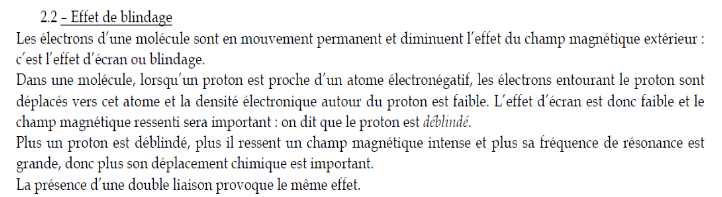 2.2 – Effet de blindage
Les électrons d'une molécule sont en mouvement permanent et diminuent l'effet du champ magnétique extérieur :
c'est l'effet d'écran ou blindage.
Dans une molécule, lorsqu'un proton est proche d'un atome électronégatif, les électrons entourant le proton sont
déplacés vers cet atome et la densité électronique autour du proton est faible. L'effet d'écran est donc faible et le
champ magnétique ressenti sera important : on dit que le proton est déblindé.
Plus un proton est déblindé, plus il ressent un champ magnétique intense et plus sa fréquence de résonance est
grande, donc plus son déplacement chimique est important.
La présence d'une double liaison provoque le même effet.